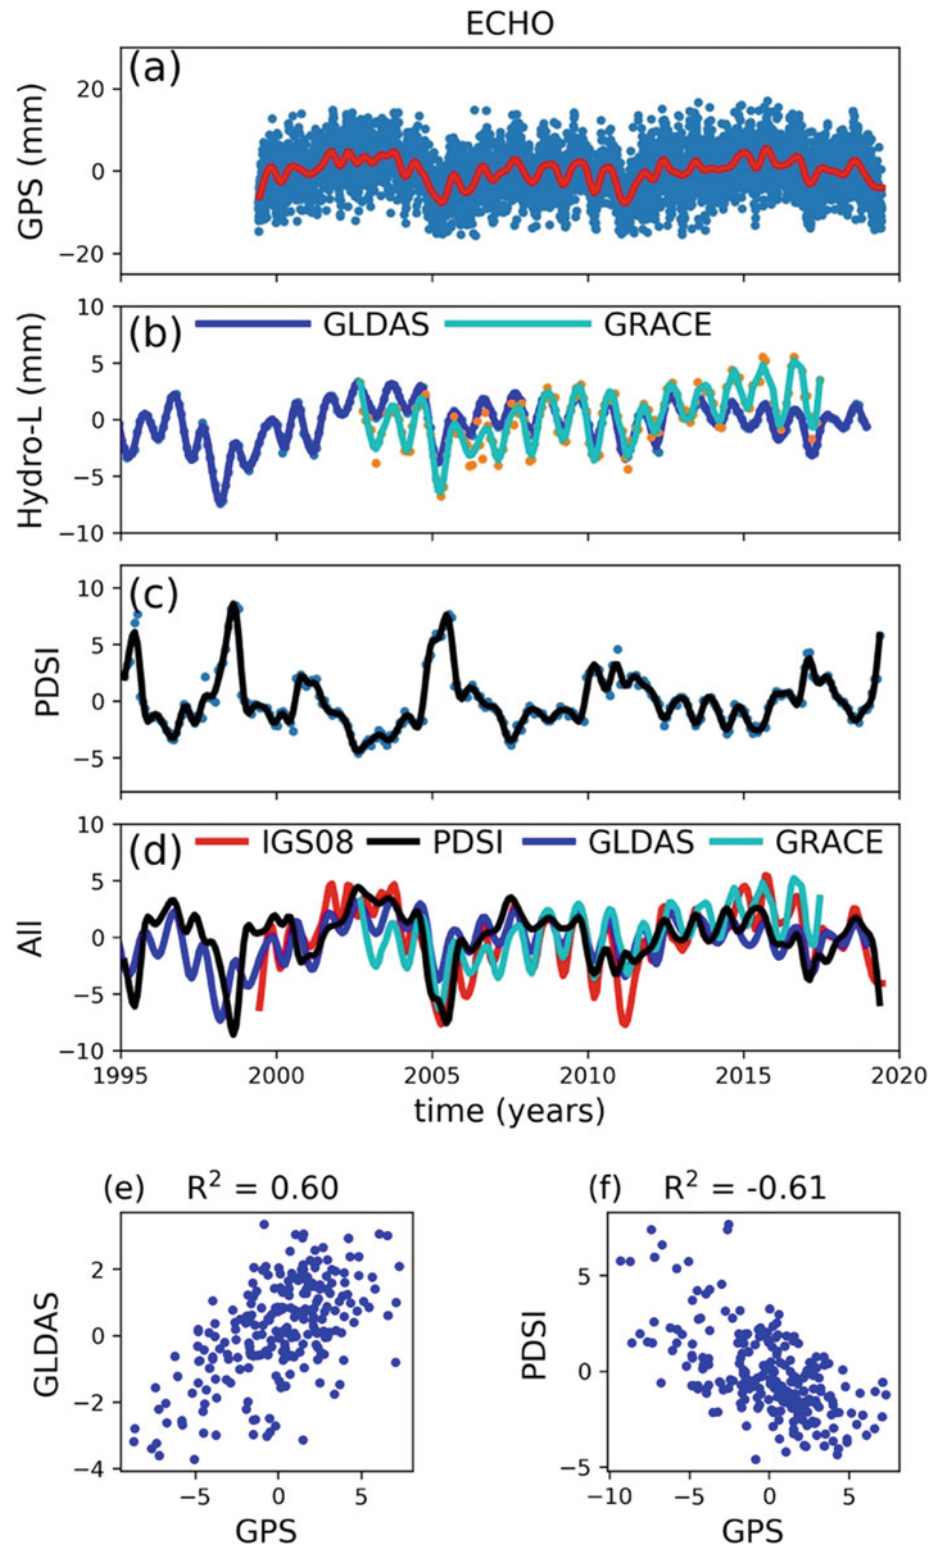 ECHO
(a)
GPS (mm)
20
0
−20
(b) GLDAS GRACE
Hydro-L (mm)
10
5
0
−5
−10
(c)
PDSI
10
5
0
−5
(d) IGS08 PDSI GLDAS GRACE
All
10
5
0
−5
−10
1995 2000 2005 2010 2015 2020
time (years)
(e) R² = 0.60
GLDAS
2
0
−2
−4
−5 0 5
GPS
(f) R² = -0.61
PDSI
5
0
−5
−10 −5 0 5
GPS